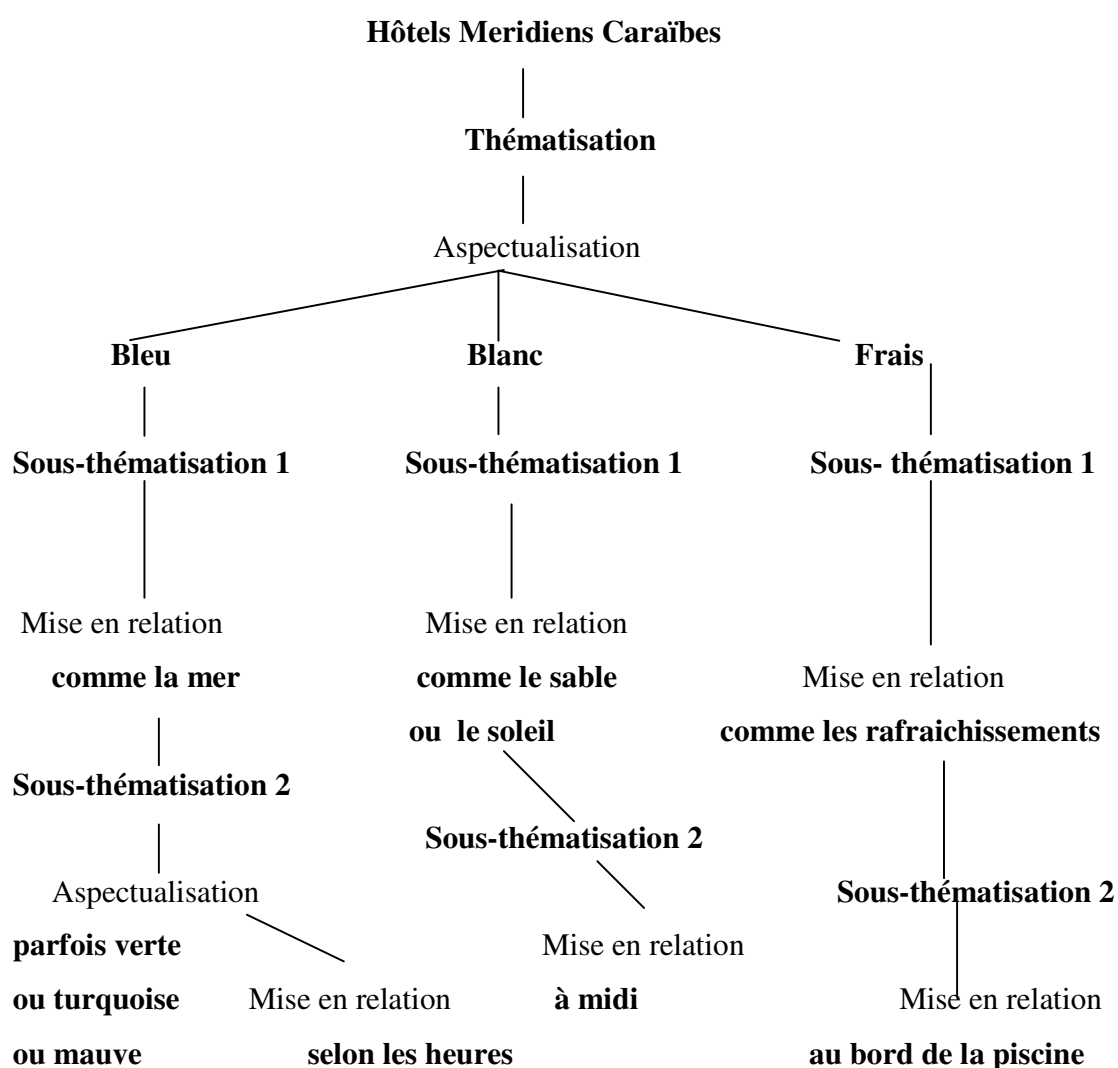 Hôtels Meridiens Caraïbes
Thématisation
Aspectualisation
Bleu Blanc Frais
Sous-thématisation 1 Sous-thématisation 1 Sous- thématisation 1
Mise en relation Mise en relation
comme la mer comme le sable Mise en relation
ou le soleil comme les rafraichissements
Sous-thématisation 2
Sous-thématisation 2
Aspectualisation Sous-thématisation 2
parfois verte Mise en relation
ou turquoise Mise en relation à midi Mise en relation
ou mauve selon les heures au bord de la piscine